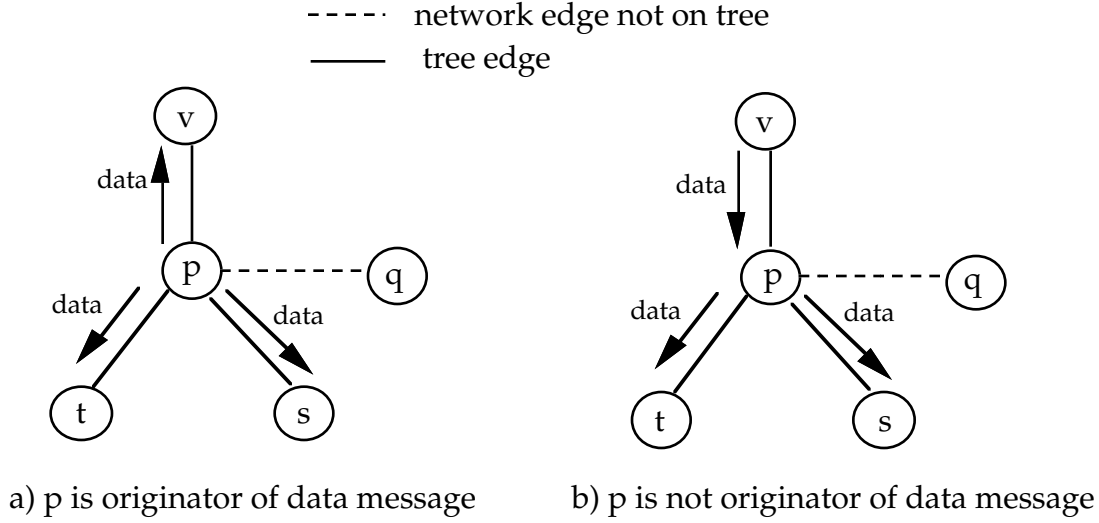 network edge not on tree
tree edge
v
data
p
q
data
data
t
s
a) p is originator of data message
v
data
p
q
data
data
t
s
b) p is not originator of data message